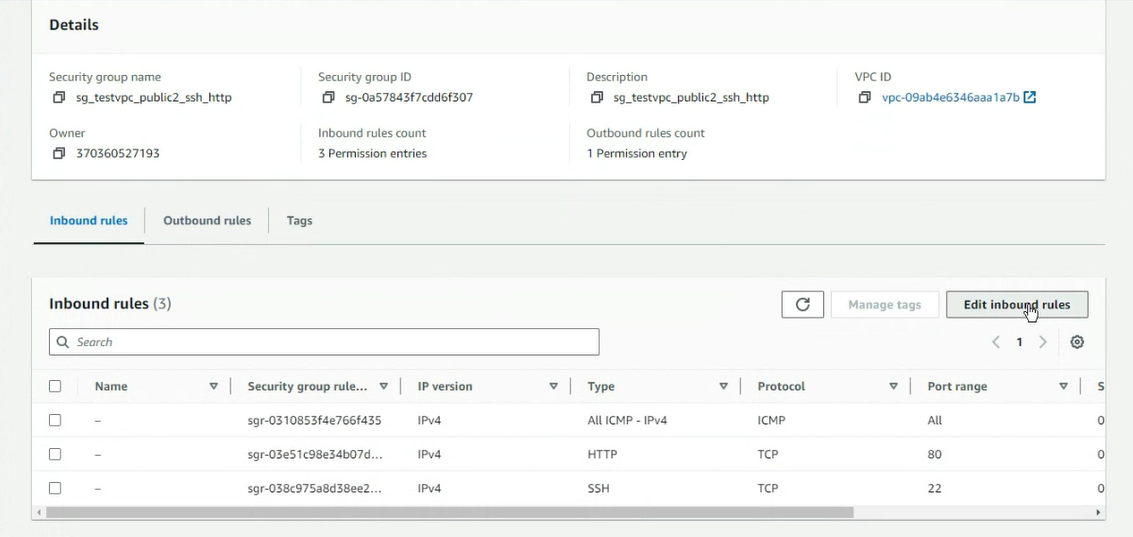 Details
Security group name
sg_testvpc_public2_ssh_http
Security group ID
sg-0a57843f7cdd6f307
Description
sg_testvpc_public2_ssh_http
VPC ID
vpc-09ab4e6346aaa1a7b
Owner
370360527193
Inbound rules count
3 Permission entries
Outbound rules count
1 Permission entry
Inbound rules Outbound rules Tags
Inbound rules (3) Manage tags Edit inbound rules
Search 1
Name Security group rule... IP version Type Protocol Port range S
– sgr-0310853f4e766f435 IPv4 All ICMP - IPv4 ICMP All 0
– sgr-03e51c98e34b07d... IPv4 HTTP TCP 80 0
– sgr-038c975a8d38ee2... IPv4 SSH TCP 22 0